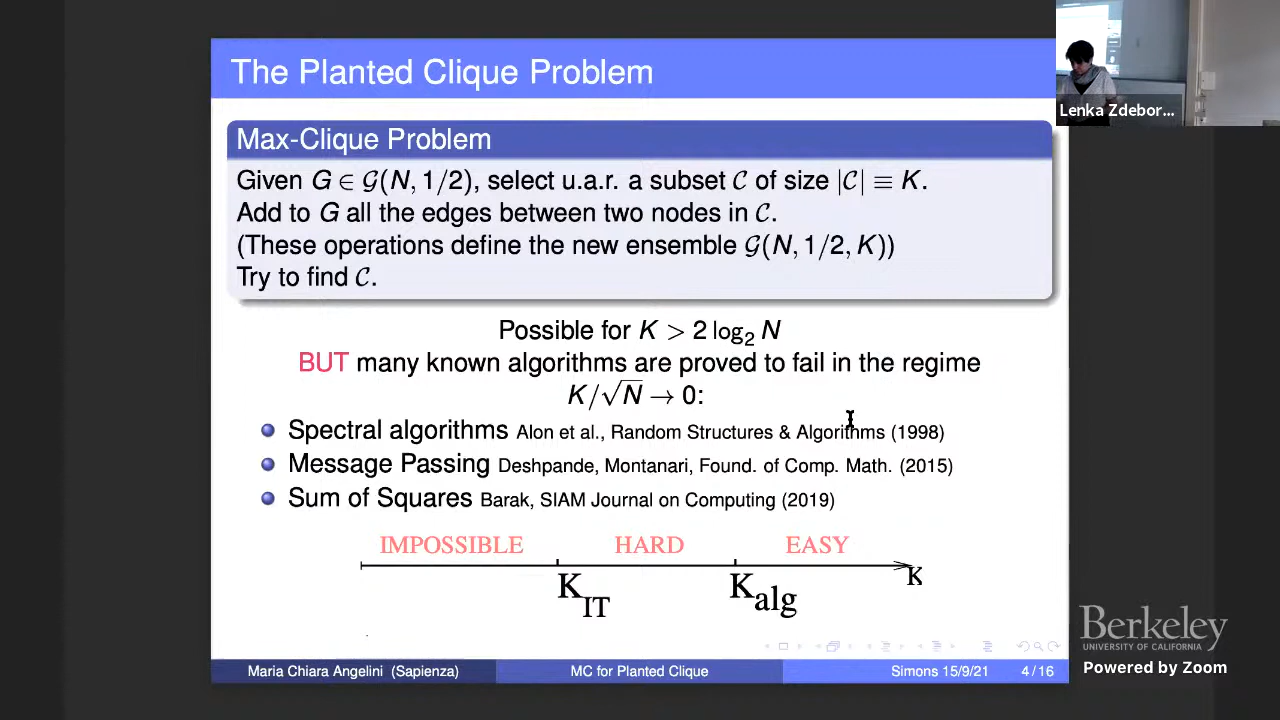 The Planted Clique Problem
Max-Clique Problem
Given G ∈ 𝒢(N, 1/2), select u.a.r. a subset 𝒞 of size |𝒞| ≡ K.
Add to G all the edges between two nodes in 𝒞.
(These operations define the new ensemble 𝒢(N, 1/2, K))
Try to find 𝒞.
Possible for K > 2 log₂ N
BUT many known algorithms are proved to fail in the regime
K/√N → 0:
Spectral algorithms Alon et al., Random Structures & Algorithms (1998)
Message Passing Deshpande, Montanari, Found. of Comp. Math. (2015)
Sum of Squares Barak, SIAM Journal on Computing (2019)
IMPOSSIBLE HARD EASY
K_IT K_alg K
Maria Chiara Angelini (Sapienza) MC for Planted Clique Simons 15/9/21 4 / 16
Lenka Zdebor...
Berkeley
UNIVERSITY OF CALIFORNIA
Powered by Zoom